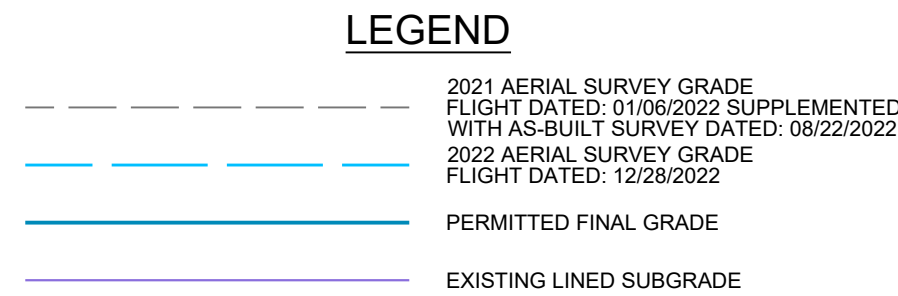 LEGEND
2021 AERIAL SURVEY GRADE
FLIGHT DATED: 01/06/2022 SUPPLEMENTED
WITH AS-BUILT SURVEY DATED: 08/22/2022
2022 AERIAL SURVEY GRADE
FLIGHT DATED: 12/28/2022
PERMITTED FINAL GRADE
EXISTING LINED SUBGRADE